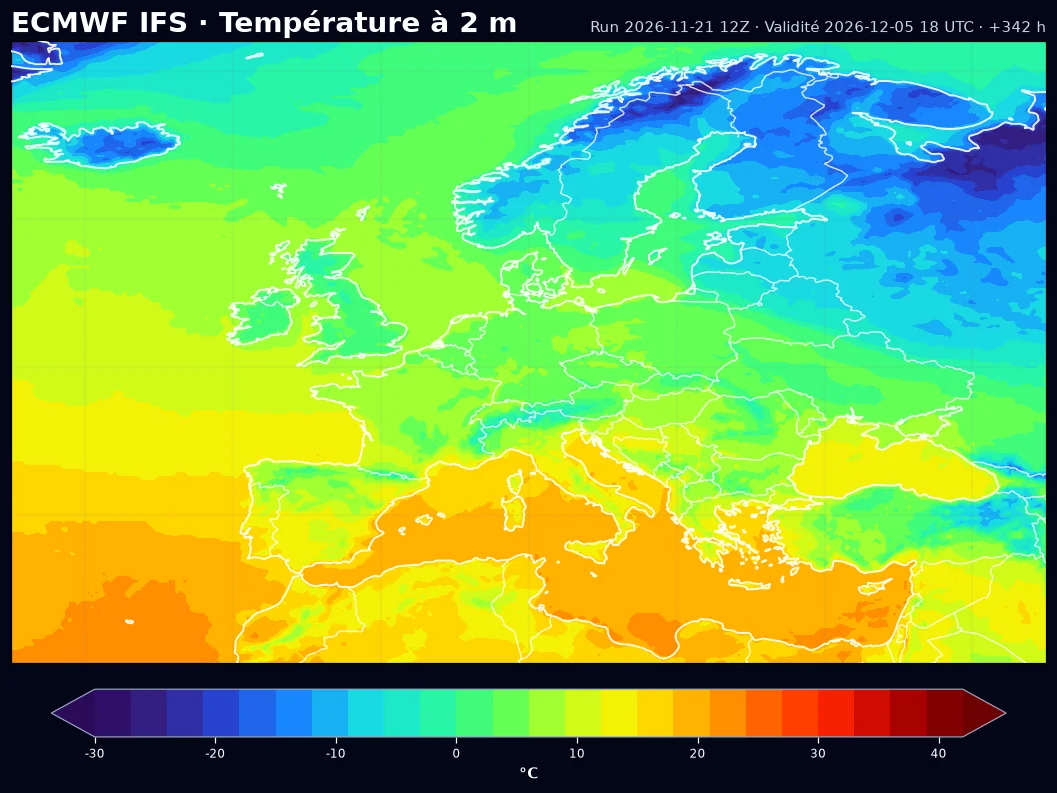 ECMWF IFS · Température à 2 m
Run 2026-11-21 12Z · Validité 2026-12-05 18 UTC · +342 h
-30 -20 -10 0 10 20 30 40
°C